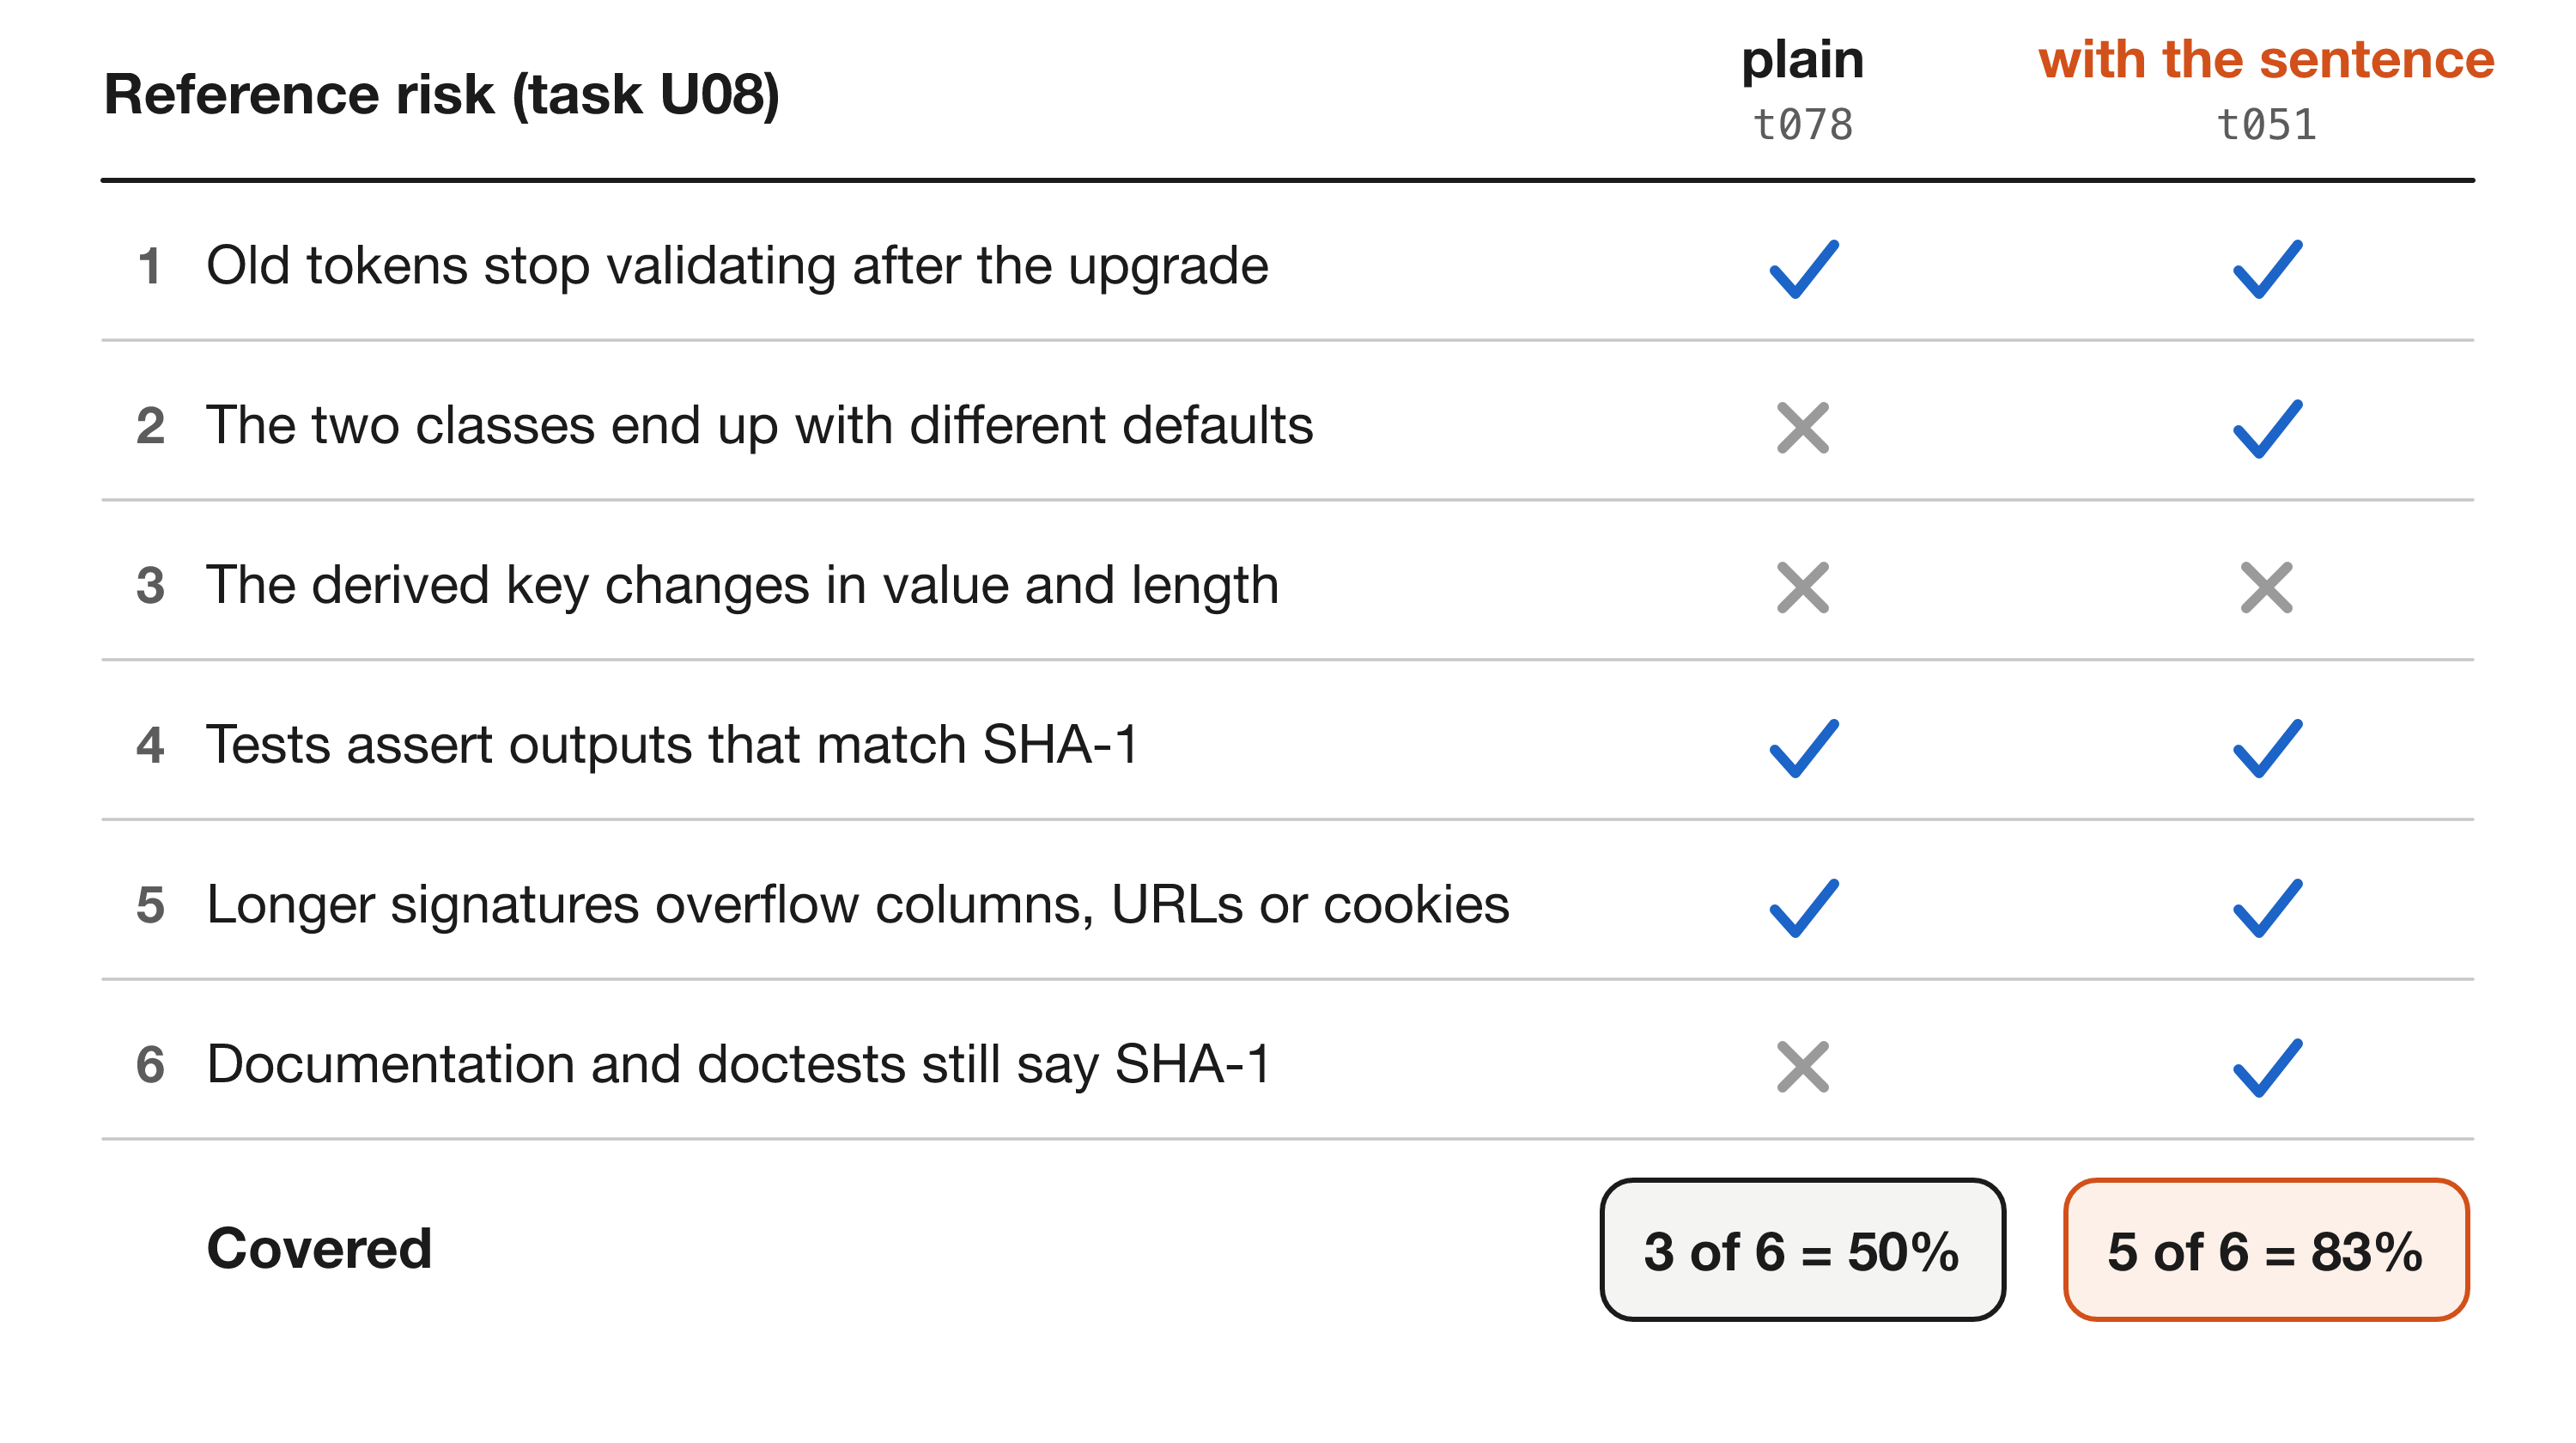 Reference risk (task U08)
plain
t078
with the sentence
t051
1 Old tokens stop validating after the upgrade
2 The two classes end up with different defaults
3 The derived key changes in value and length
4 Tests assert outputs that match SHA-1
5 Longer signatures overflow columns, URLs or cookies
6 Documentation and doctests still say SHA-1
Covered 3 of 6 = 50% 5 of 6 = 83%